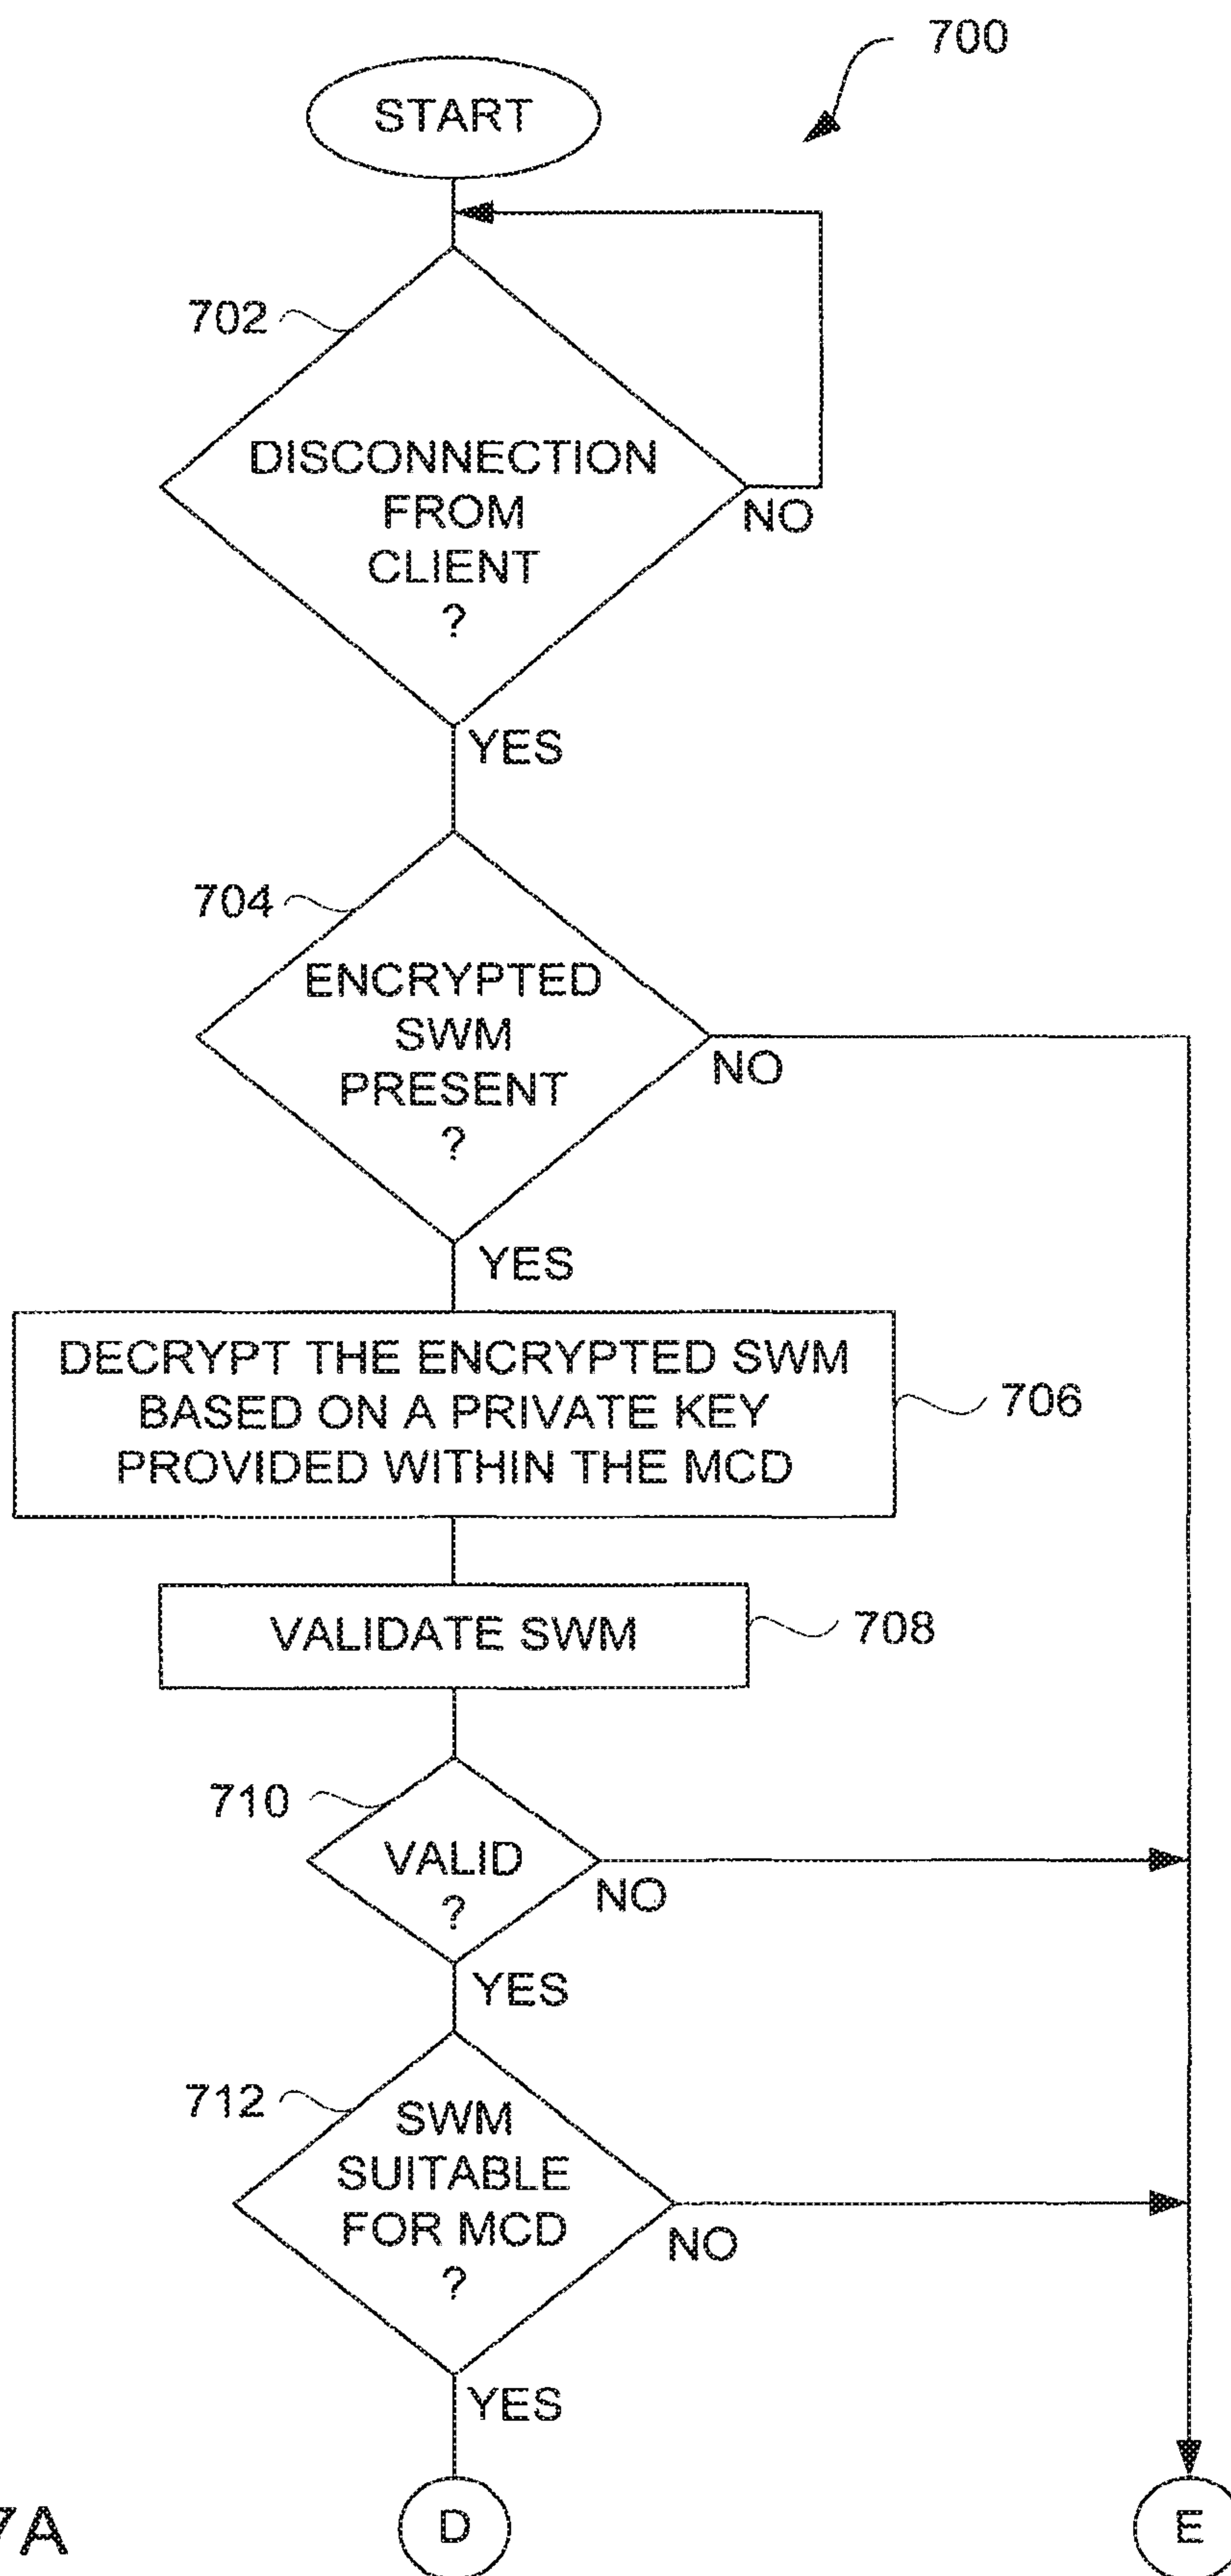 700
START
702
DISCONNECTION
FROM
CLIENT
?
NO
YES
704
ENCRYPTED
SWM
PRESENT
?
NO
YES
DECRYPT THE ENCRYPTED SWM
BASED ON A PRIVATE KEY
PROVIDED WITHIN THE MCD
706
VALIDATE SWM
708
710
VALID
?
NO
YES
712
SWM
SUITABLE
FOR MCD
?
NO
YES
7A
D
E